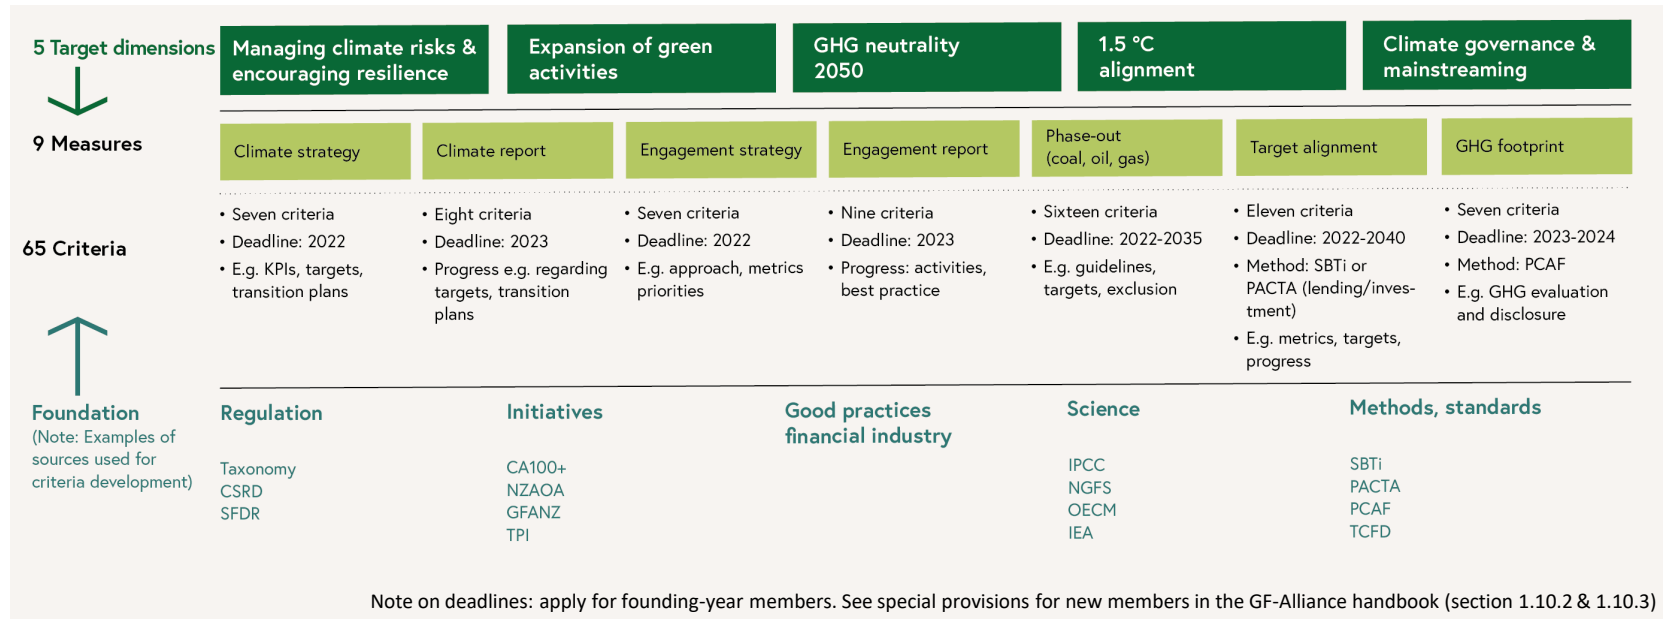 5 Target dimensions
Managing climate risks &
encouraging resilience
Expansion of green
activities
GHG neutrality
2050
1.5 °C
alignment
Climate governance &
mainstreaming
9 Measures
Climate strategy
Climate report
Engagement strategy
Engagement report
Phase-out
(coal, oil, gas)
Target alignment
GHG footprint
65 Criteria
• Seven criteria
• Deadline: 2022
• E.g. KPIs, targets,
transition plans
• Eight criteria
• Deadline: 2023
• Progress e.g. regarding
targets, transition
plans
• Seven criteria
• Deadline: 2022
• E.g. approach, metrics
priorities
• Nine criteria
• Deadline: 2023
• Progress: activities,
best practice
• Sixteen criteria
• Deadline: 2022-2035
• E.g. guidelines,
targets, exclusion
• Eleven criteria
• Deadline: 2022-2040
• Method: SBTi or
PACTA (lending/inves-
tment)
• E.g. metrics, targets,
progress
• Seven criteria
• Deadline: 2023-2024
• Method: PCAF
• E.g. GHG evaluation
and disclosure
Foundation
(Note: Examples of
sources used for
criteria development)
Regulation
Taxonomy
CSRD
SFDR
Initiatives
CA100+
NZAOA
GFANZ
TPI
Good practices
financial industry
Science
IPCC
NGFS
OECM
IEA
Methods, standards
SBTi
PACTA
PCAF
TCFD
Note on deadlines: apply for founding-year members. See special provisions for new members in the GF-Alliance handbook (section 1.10.2 & 1.10.3)